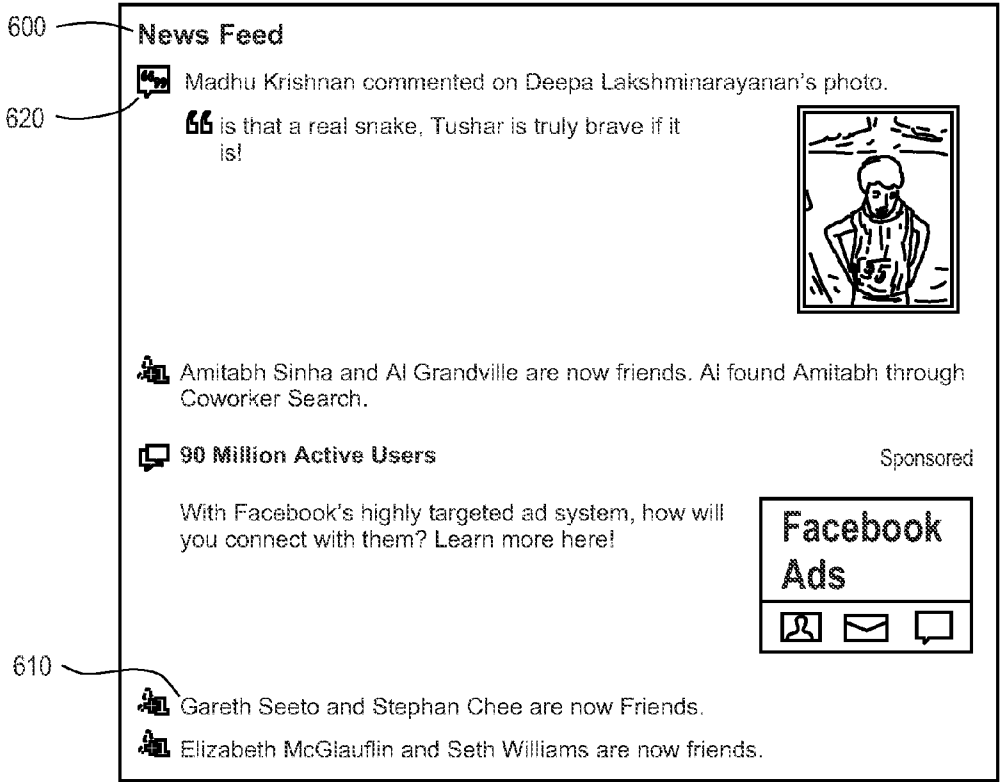 600
News Feed
Madhu Krishnan commented on Deepa Lakshminarayanan's photo.
620
“ is that a real snake, Tushar is truly brave if it
is!
35
Amitabh Sinha and Al Grandville are now friends. Al found Amitabh through
Coworker Search.
90 Million Active Users
Sponsored
With Facebook's highly targeted ad system, how will
you connect with them? Learn more here!
Facebook
Ads
610
Gareth Seeto and Stephan Chee are now Friends.
Elizabeth McGlauflin and Seth Williams are now friends.